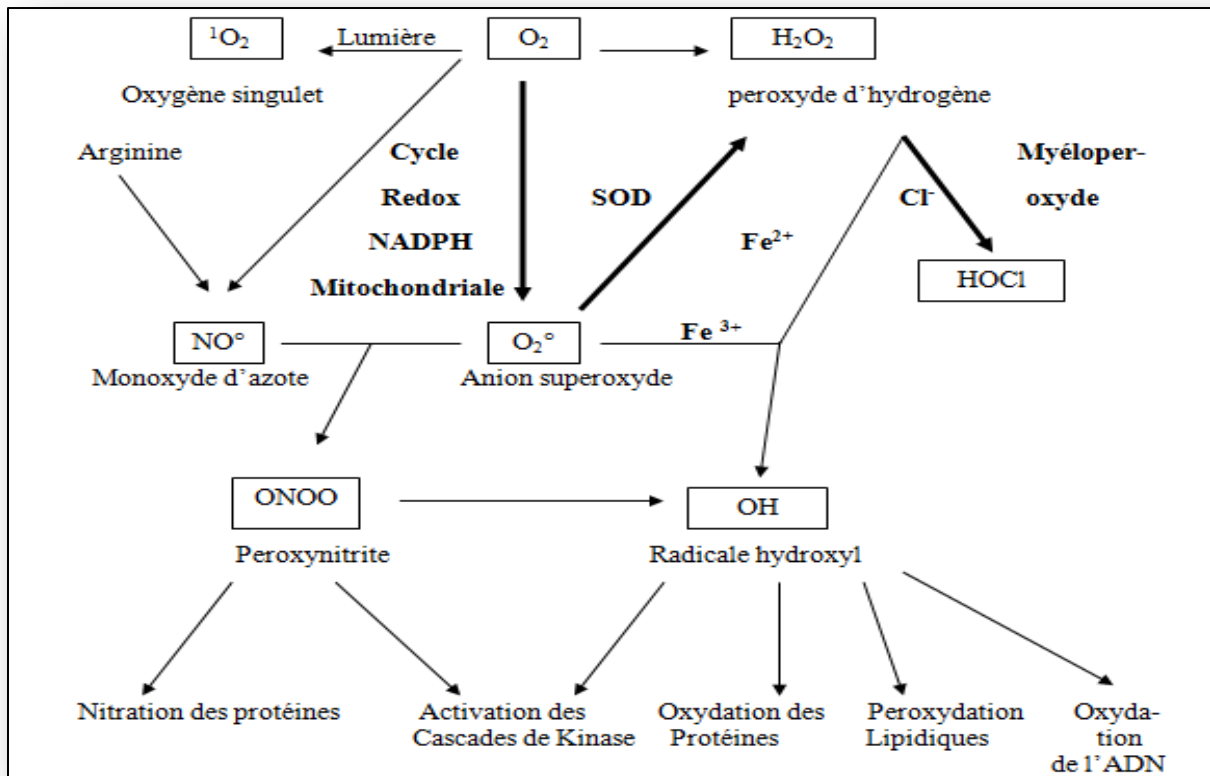 ¹O₂
Lumière
O₂
H₂O₂
Oxygène singulet
peroxyde d’hydrogène
Arginine
Cycle
Redox
NADPH
Mitochondriale
SOD
Fe²⁺
Cl⁻
Myéloper-
oxyde
HOCl
NO°
Monoxyde d’azote
O₂°
Anion superoxyde
Fe ³⁺
ONOO
Peroxynitrite
OH
Radicale hydroxyl
Nitration des protéines
Activation des
Cascades de Kinase
Oxydation des
Protéines
Peroxydation
Lipidiques
Oxyda-
tion
de l’ADN